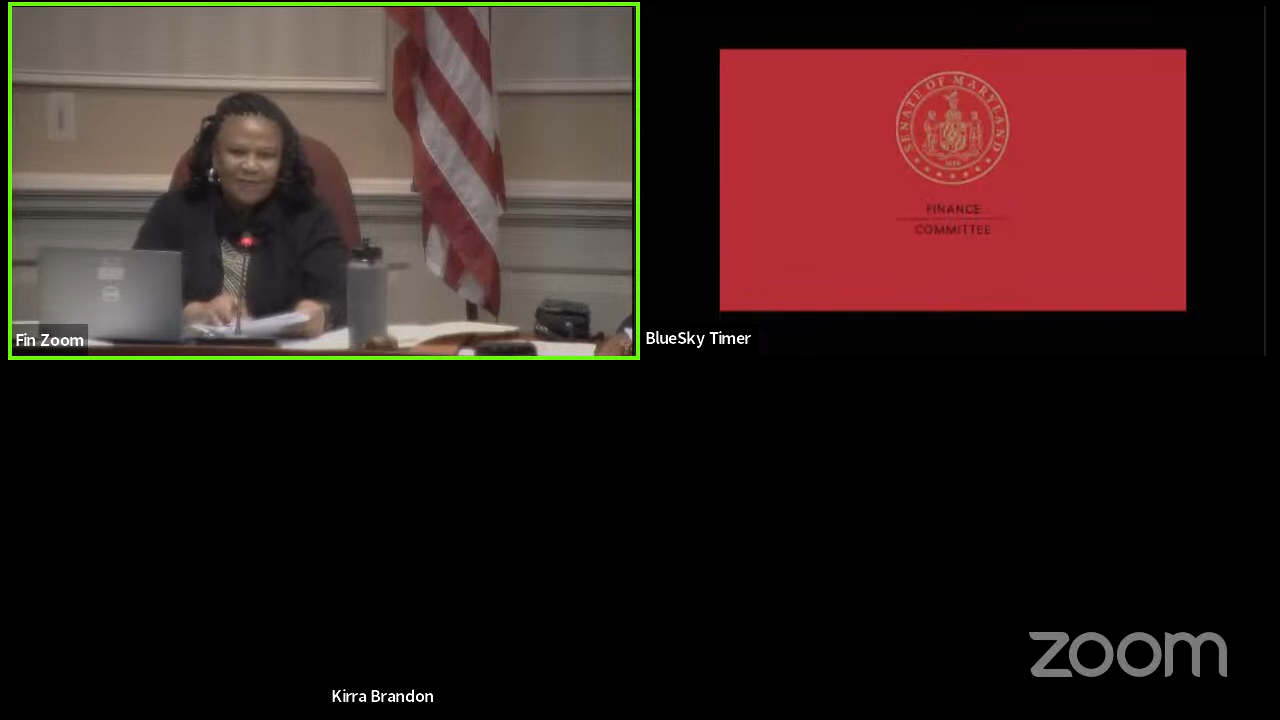 Fin Zoom
SENATE OF MARYLAND
FINANCE
COMMITTEE
BlueSky Timer
Kirra Brandon
zoom